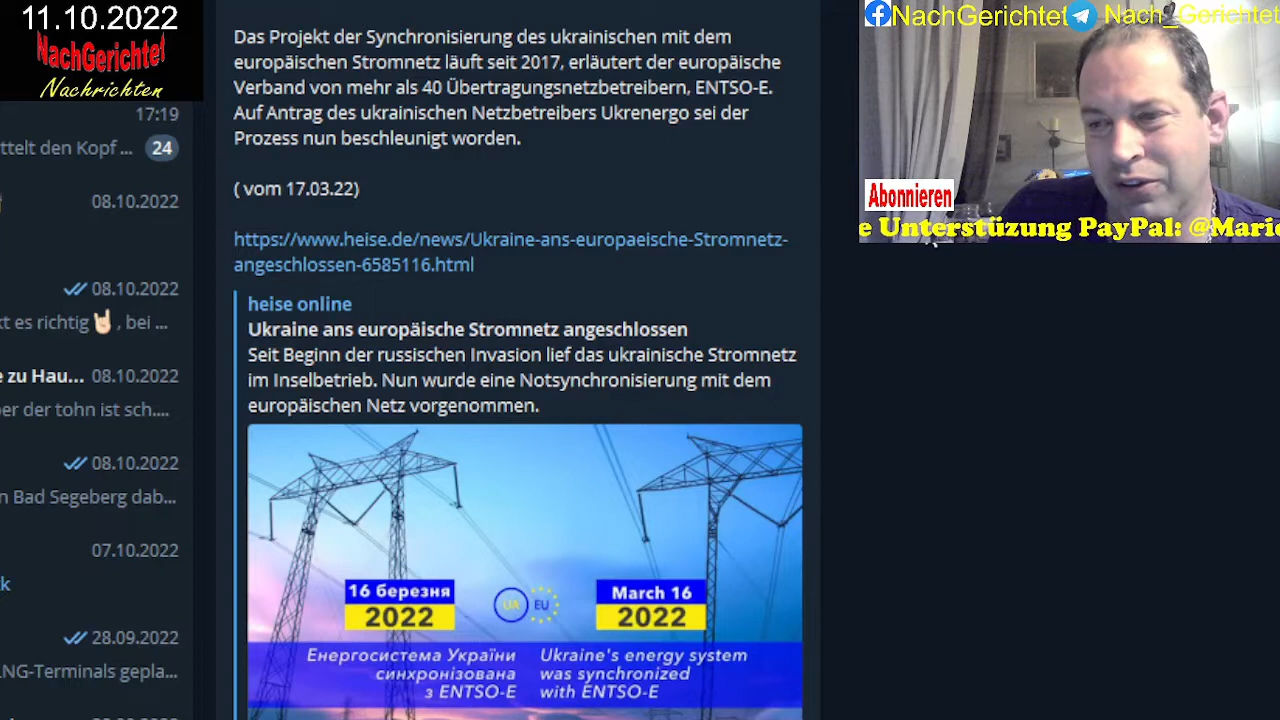 11.10.2022
NachGerichtet
Nachrichten
17:19
ttelt den Kopf ... 24
08.10.2022
08.10.2022
kt es richtig🤘🏻, bei ...
e zu Hau... 08.10.2022
er der tohn ist sch....
08.10.2022
n Bad Segeberg dab...
07.10.2022
k
28.09.2022
LNG-Terminals gepla...
Das Projekt der Synchronisierung des ukrainischen mit dem
europäischen Stromnetz läuft seit 2017, erläutert der europäische
Verband von mehr als 40 Übertragungsnetzbetreibern, ENTSO-E.
Auf Antrag des ukrainischen Netzbetreibers Ukrenergo sei der
Prozess nun beschleunigt worden.
( vom 17.03.22)
https://www.heise.de/news/Ukraine-ans-europaeische-Stromnetz-
angeschlossen-6585116.html
heise online
Ukraine ans europäische Stromnetz angeschlossen
Seit Beginn der russischen Invasion lief das ukrainische Stromnetz
im Inselbetrieb. Nun wurde eine Notsynchronisierung mit dem
europäischen Netz vorgenommen.
16 березня
2022
UA EU
March 16
2022
Енергосистема України
синхронізована
з ENTSO-E
Ukraine's energy system
was synchronized
with ENTSO-E
NachGerichtet Nach_Gerichtet
Abonnieren
e Unterstüzung PayPal: @Mario